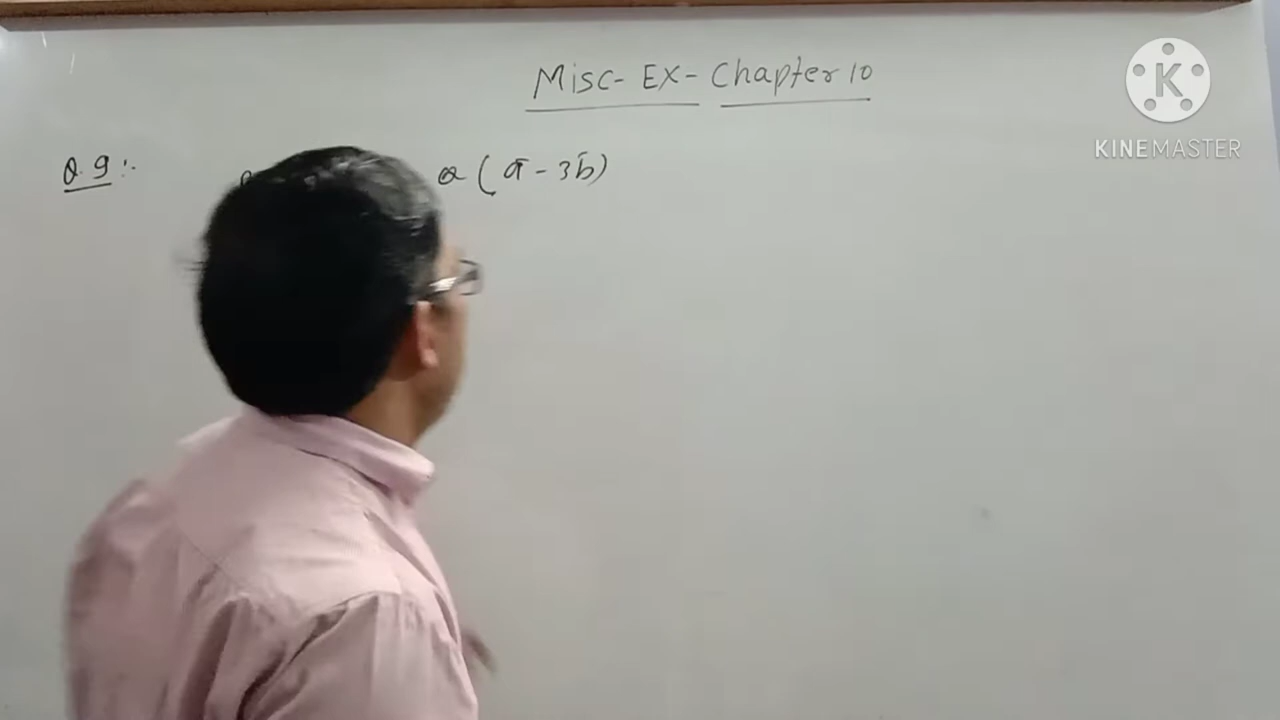 Misc- EX- Chapter 10
KINEMASTER
Q.9:- Q (ā - 3b̄)